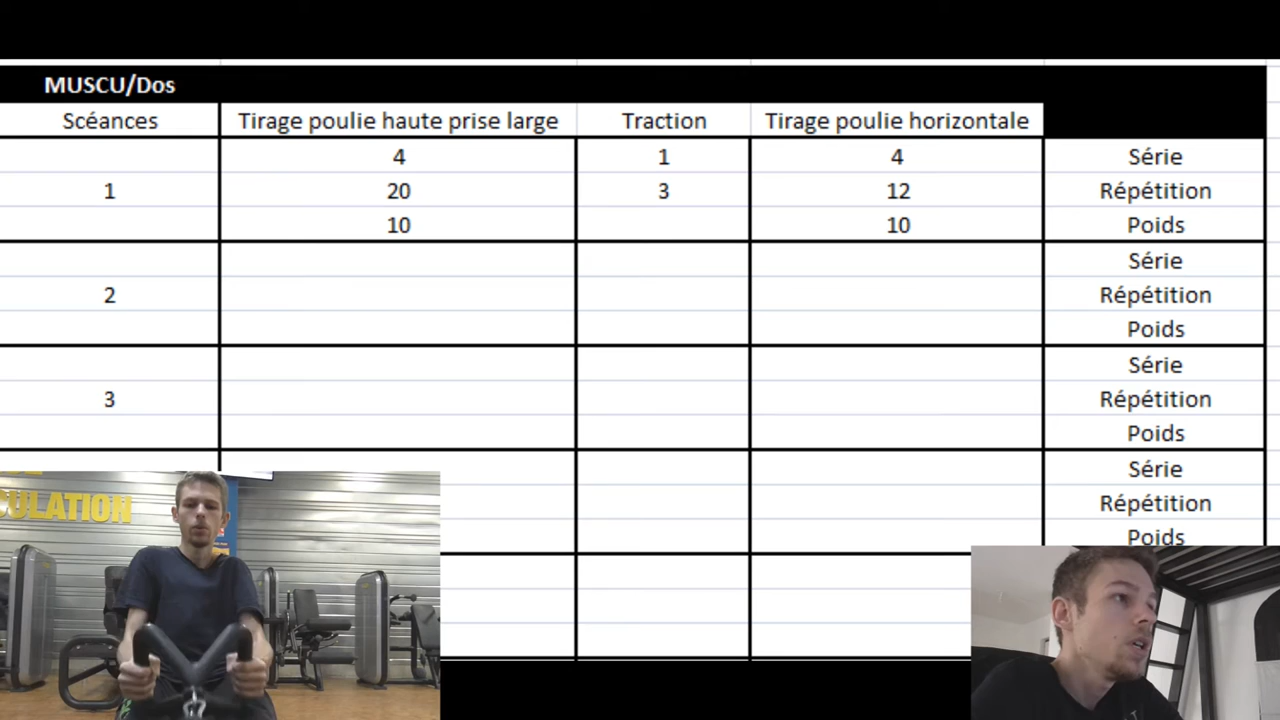 MUSCU/Dos
Scéances Tirage poulie haute prise large Traction Tirage poulie horizontale
4 1 4 Série
1 20 3 12 Répétition
10 10 Poids
Série
2 Répétition
Poids
Série
3 Répétition
Poids
Série
Répétition
Poids
ULATION